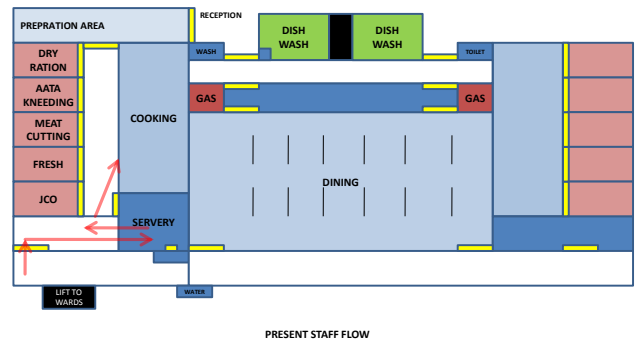 RECEPTION
PREPRATION AREA
DISH
WASH
DISH
WASH
WASH
TOILET
DRY
RATION
AATA
KNEEDING
GAS
GAS
COOKING
MEAT
CUTTING
FRESH
DINING
JCO
SERVERY
LIFT TO
WARDS
WATER
PRESENT STAFF FLOW